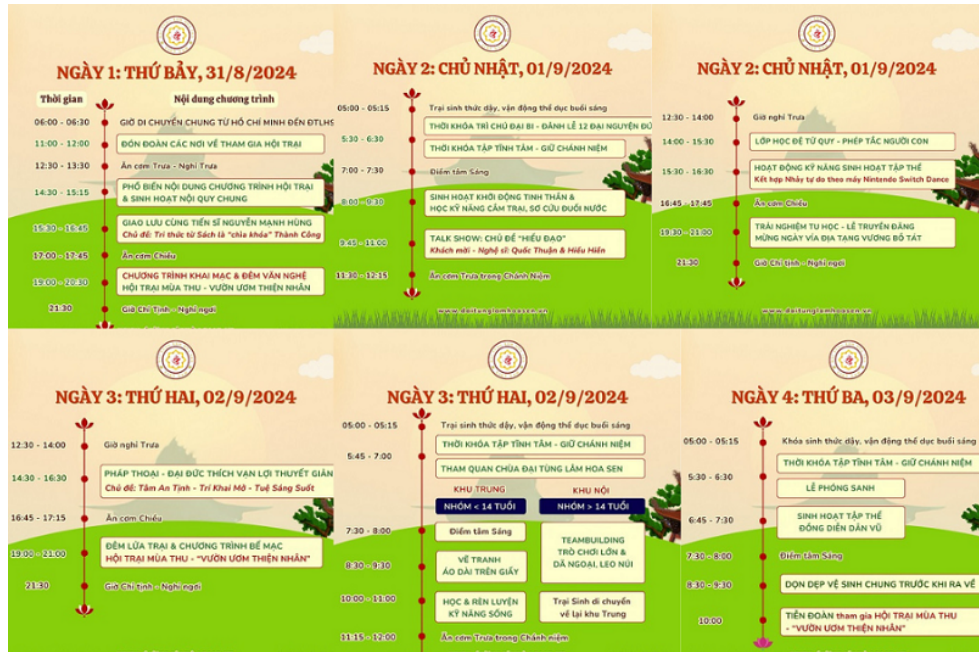 NGÀY 1: THỨ BẢY, 31/8/2024
Thời gian Nội dung chương trình
06:00 - 06:30 GIỜ DI CHUYỂN CHUNG TỪ HỒ CHÍ MINH ĐẾN ĐTLHS
11:00 - 12:00 ĐÓN ĐOÀN CÁC NƠI VỀ THAM GIA HỘI TRẠI
12:30 - 13:30 Ăn cơm Trưa - Nghỉ Trưa
14:30 - 15:15 PHỔ BIẾN NỘI DUNG CHƯƠNG TRÌNH HỘI TRẠI
& SINH HOẠT NỘI QUY CHUNG
15:30 - 16:45 GIAO LƯU CÙNG TIẾN SĨ NGUYỄN MẠNH HÙNG
Chủ đề: Tri thức từ Sách là "chìa khóa" Thành Công
17:00 - 17:45 Ăn cơm Chiều
19:00 - 20:30 CHƯƠNG TRÌNH KHAI MẠC & ĐÊM VĂN NGHỆ
HỘI TRẠI MÙA THU - VƯỜN ƯƠM THIỆN NHÂN
21:30 Giờ Chỉ Tịnh - Nghỉ ngơi
NGÀY 2: CHỦ NHẬT, 01/9/2024
05:00 - 05:15 Trại sinh thức dậy, vận động thể dục buổi sáng
5:30 - 6:30 THỜI KHÓA TRÌ CHÚ ĐẠI BI - ĐẢNH LỄ 12 ĐẠI NGUYỆN ĐỨ
THỜI KHÓA TẬP TĨNH TÂM - GIỮ CHÁNH NIỆM
7:00 - 7:30 Điểm tâm Sáng
8:00 - 9:30 SINH HOẠT KHỞI ĐỘNG TINH THẦN &
HỌC KỸ NĂNG CẮM TRẠI, SƠ CỨU ĐUỐI NƯỚC
9:45 - 11:00 TALK SHOW: CHỦ ĐỀ "HIẾU ĐẠO"
Khách mời - Nghệ sĩ: Quốc Thuận & Hiếu Hiền
11:30 - 12:15 Ăn cơm Trưa trong Chánh Niệm
www.daitunglamhoasen.vn
NGÀY 2: CHỦ NHẬT, 01/9/2024
12:30 - 14:00 Giờ nghỉ Trưa
14:00 - 15:30 LỚP HỌC ĐỆ TỬ QUY - PHÉP TẮC NGƯỜI CON
15:30 - 16:30 HOẠT ĐỘNG KỸ NĂNG SINH HOẠT TẬP THỂ
Kết hợp Nhảy tự do theo máy Nintendo Switch Dance
16:45 - 17:45 Ăn cơm Chiều
19:30 - 21:00 TRẢI NGHIỆM TU HỌC - LỄ TRUYỀN ĐĂNG
MỪNG NGÀY VÍA ĐỊA TẠNG VƯƠNG BỒ TÁT
21:30 Giờ Chỉ tịnh - Nghỉ ngơi
NGÀY 3: THỨ HAI, 02/9/2024
12:30 - 14:00 Giờ nghỉ Trưa
14:30 - 16:30 PHÁP THOẠI - ĐẠI ĐỨC THÍCH VẠN LỢI THUYẾT GIẢN
Chủ đề: Tâm An Tịnh - Trí Khai Mở - Tuệ Sáng Suốt
16:45 - 17:15 Ăn cơm Chiều
19:00 - 21:00 ĐÊM LỬA TRẠI & CHƯƠNG TRÌNH BẾ MẠC
HỘI TRẠI MÙA THU - "VƯỜN ƯƠM THIỆN NHÂN"
21:30 Giờ Chỉ tịnh - Nghỉ ngơi
NGÀY 3: THỨ HAI, 02/9/2024
05:00 - 05:15 Trại sinh thức dậy, vận động thể dục buổi sáng
5:45 - 7:00 THỜI KHÓA TẬP TĨNH TÂM - GIỮ CHÁNH NIỆM
THAM QUAN CHÙA ĐẠI TÙNG LÂM HOA SEN
KHU TRUNG KHU NỘI
NHÓM < 14 TUỔI NHÓM > 14 TUỔI
7:30 - 8:00 Điểm tâm Sáng
TEAMBUILDING
TRÒ CHƠI LỚN &
DÃ NGOẠI, LEO NÚI
8:30 - 9:30 VẼ TRANH
ÁO DÀI TRÊN GIẤY
10:00 - 11:00 HỌC & RÈN LUYỆN
KỸ NĂNG SỐNG
Trại Sinh di chuyển
về lại khu Trung
11:15 - 12:00 Ăn cơm Trưa trong Chánh niệm
NGÀY 4: THỨ BA, 03/9/2024
05:00 - 05:15 Khóa sinh thức dậy, vận động thể dục buổi sáng
5:30 - 6:30 THỜI KHÓA TẬP TĨNH TÂM - GIỮ CHÁNH NIỆM
LỄ PHÓNG SANH
6:45 - 7:30 SINH HOẠT TẬP THỂ
ĐỒNG DIỄN DÂN VŨ
7:30 - 8:00 Điểm tâm Sáng
8:30 - 9:30 DỌN DẸP VỆ SINH CHUNG TRƯỚC KHI RA VỀ
10:00 TIỄN ĐOÀN tham gia HỘI TRẠI MÙA THU
- "VƯỜN ƯƠM THIỆN NHÂN"